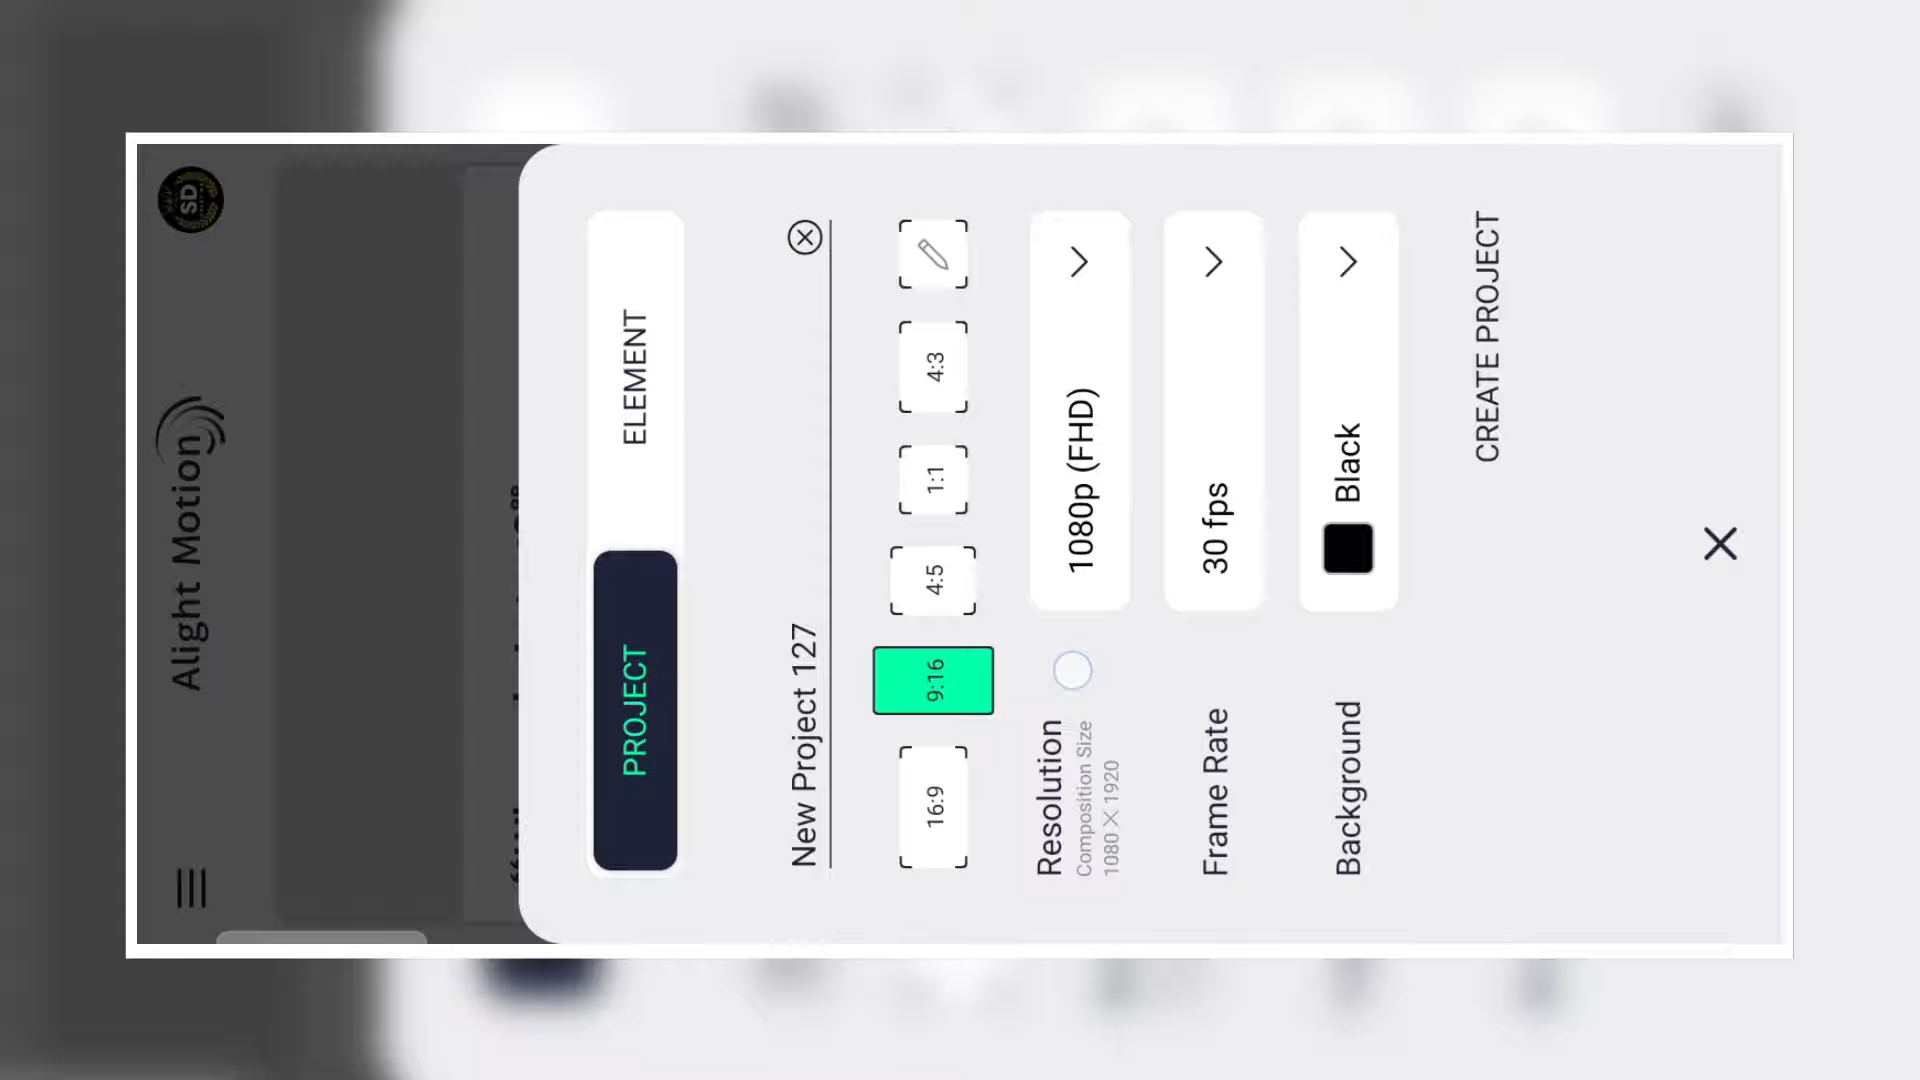 Alight Motion
SD
PROJECT
ELEMENT
New Project 127
16:9
9:16
4:5
1:1
4:3
Resolution
Composition Size
1080 X 1920
1080p (FHD)
Frame Rate
30 fps
Background
Black
CREATE PROJECT